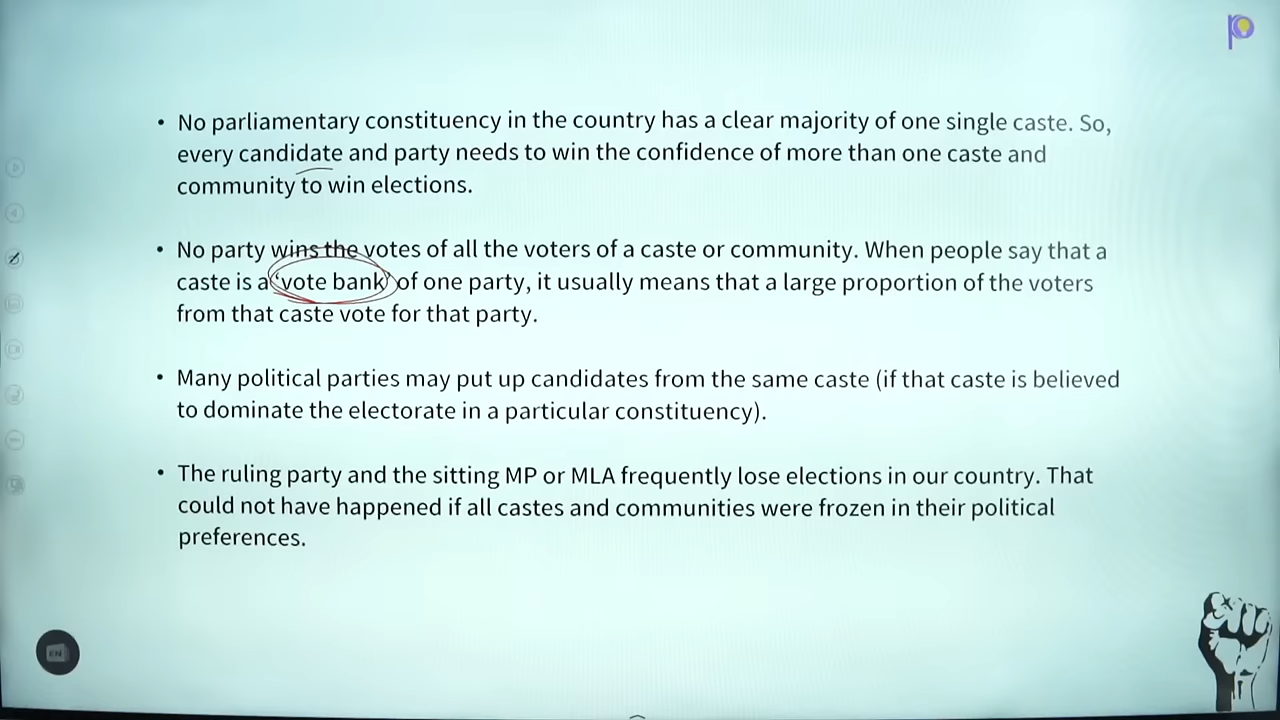 • No parliamentary constituency in the country has a clear majority of one single caste. So,
every candidate and party needs to win the confidence of more than one caste and
community to win elections.
• No party wins the votes of all the voters of a caste or community. When people say that a
caste is a 'vote bank' of one party, it usually means that a large proportion of the voters
from that caste vote for that party.
• Many political parties may put up candidates from the same caste (if that caste is believed
to dominate the electorate in a particular constituency).
• The ruling party and the sitting MP or MLA frequently lose elections in our country. That
could not have happened if all castes and communities were frozen in their political
preferences.
EN